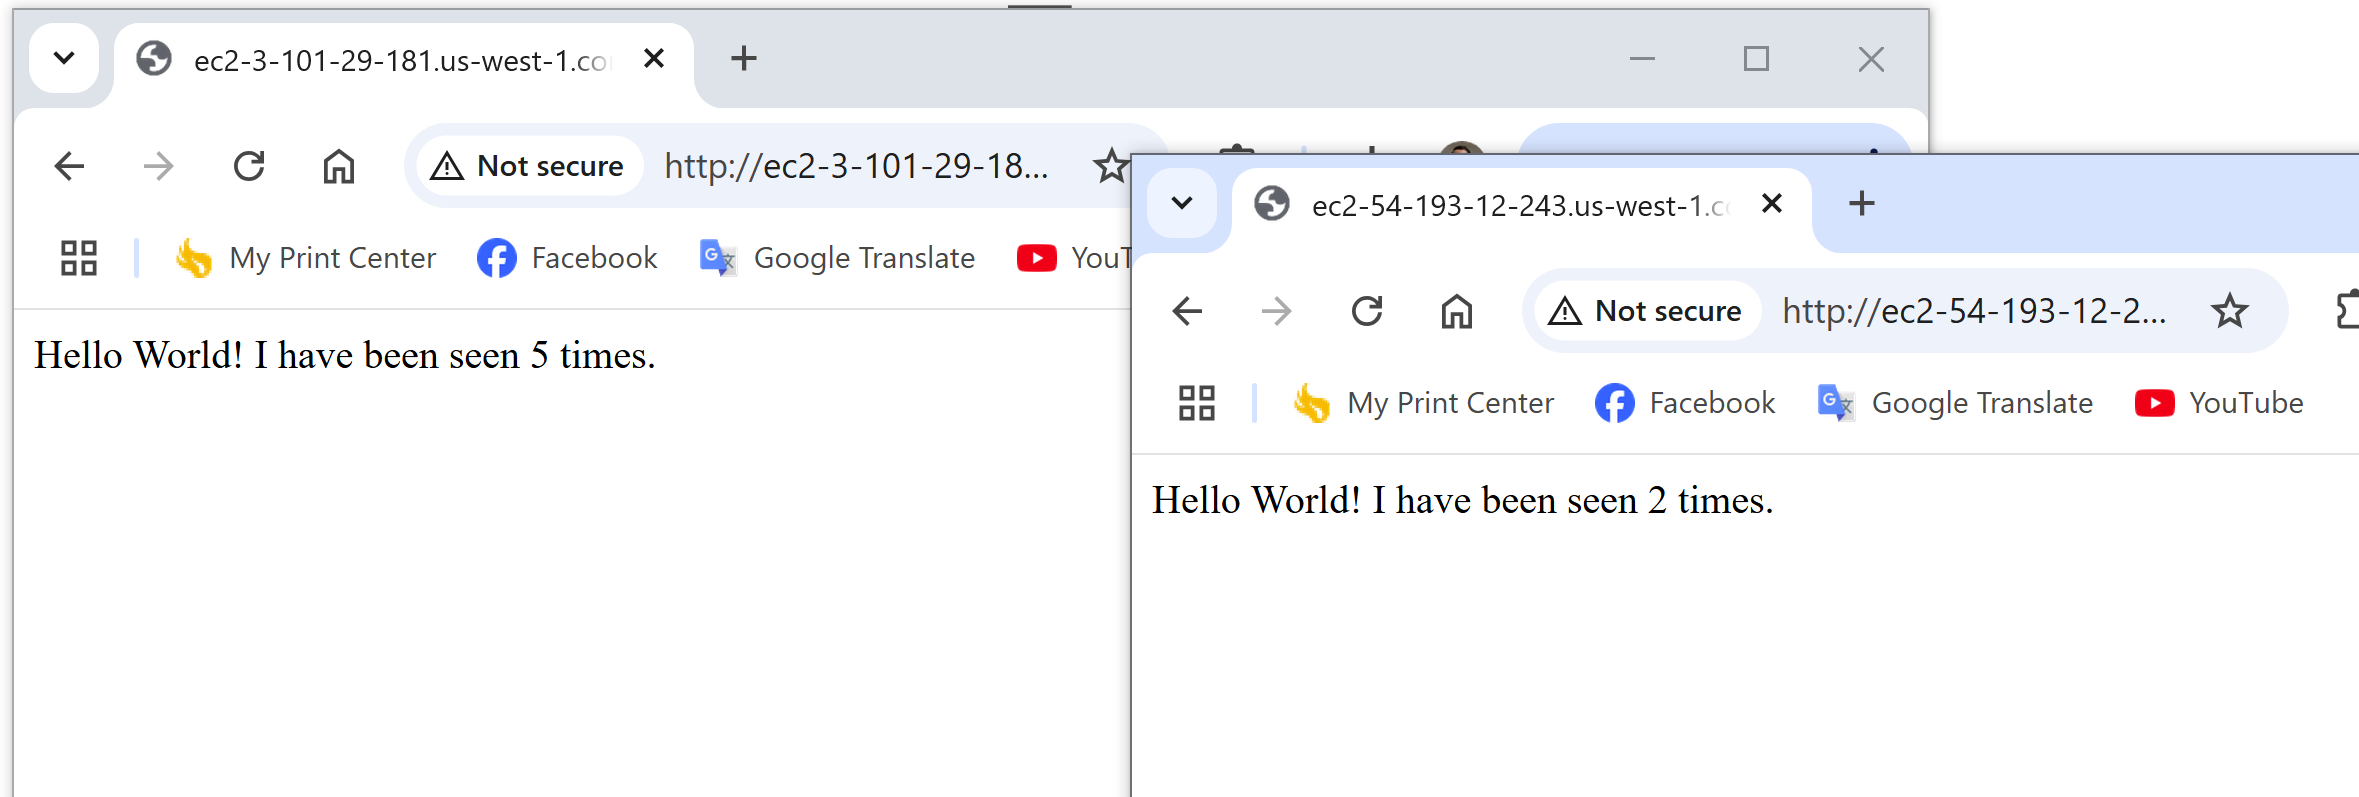 ec2-3-101-29-181.us-west-1.co
Not secure http://ec2-3-101-29-18...
My Print Center Facebook Google Translate YouT
Hello World! I have been seen 5 times.
ec2-54-193-12-243.us-west-1.c
Not secure http://ec2-54-193-12-2...
My Print Center Facebook Google Translate YouTube
Hello World! I have been seen 2 times.